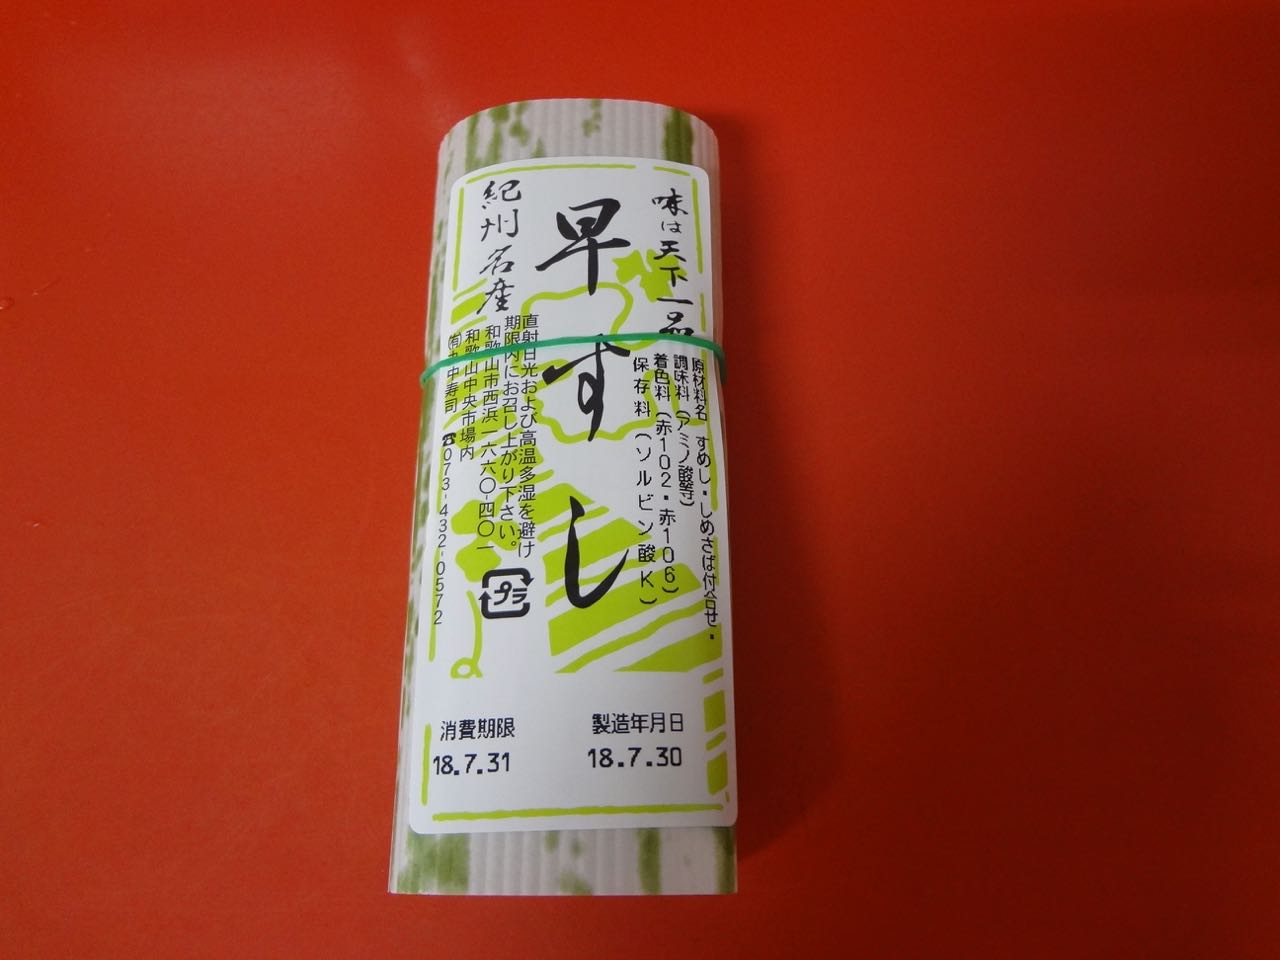 味は天下一品
早すし
紀州名産
原材料名 すめし・しめさば付合せ・
調味料(アミノ酸等)
着色料(赤102・赤106)
保存料(ソルビン酸K)
直射日光および高温多湿を避け
期限内にお召し上がり下さい。
和歌山市西浜一六六〇-四〇一
和歌山中央市場内
㈲ 中寿司 ☎073-432-0572
プラ
製造年月日
18.7.30
消費期限
18.7.31